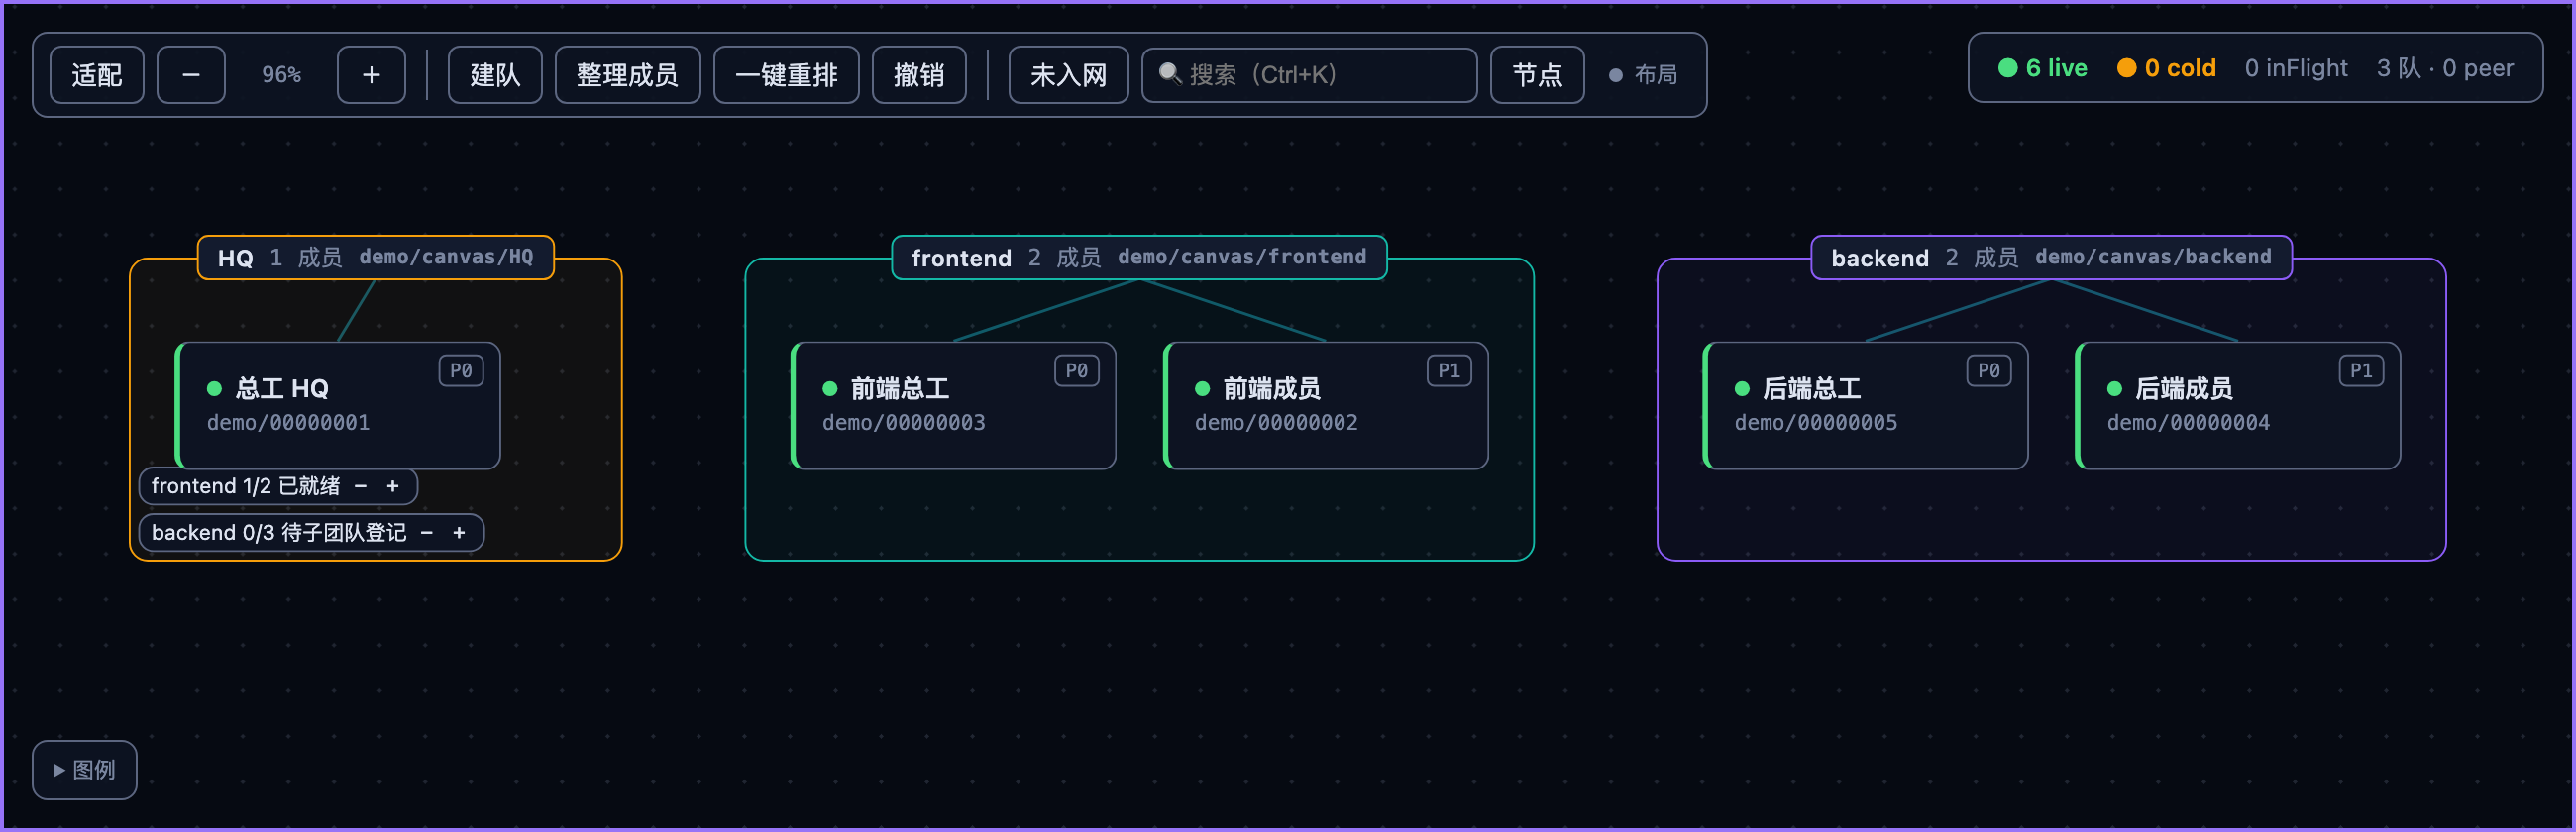 适配 − 96% + 建队 整理成员 一键重排 撤销 未入网 搜索（Ctrl+K） 节点 布局
6 live 0 cold 0 inFlight 3 队 · 0 peer
HQ 1 成员 demo/canvas/HQ
P0
总工 HQ
demo/00000001
frontend 1/2 已就绪 − +
backend 0/3 待子团队登记 − +
frontend 2 成员 demo/canvas/frontend
P0
前端总工
demo/00000003
P1
前端成员
demo/00000002
backend 2 成员 demo/canvas/backend
P0
后端总工
demo/00000005
P1
后端成员
demo/00000004
图例